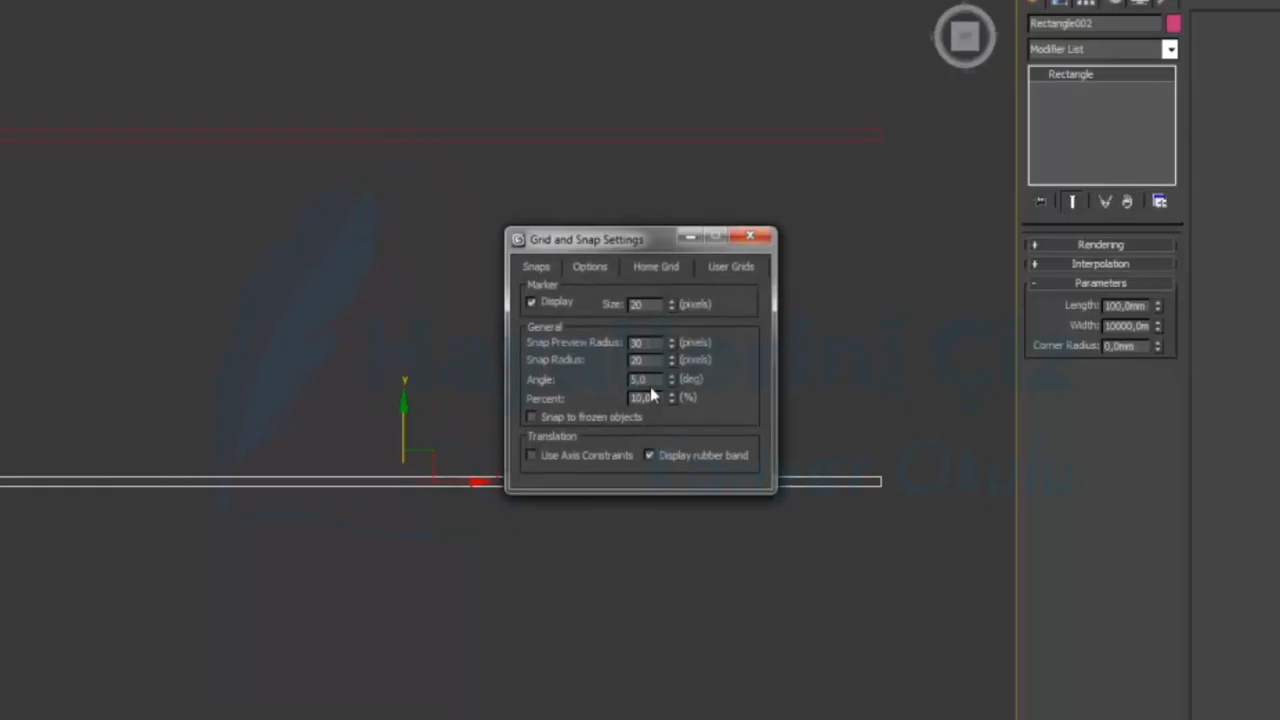 Rectangle002
Modifier List
Rectangle
y
Grid and Snap Settings
Snaps Options Home Grid User Grids
Marker
Display Size: 20 (pixels)
General
Snap Preview Radius: 30 (pixels)
Snap Radius: 20 (pixels)
Angle: 5,0 (deg)
Percent: 10,0 (%)
Snap to frozen objects
Translation
Use Axis Constraints Display rubber band
+ Rendering
+ Interpolation
- Parameters
Length: 100,0mm
Width: 10000,0m
Corner Radius: 0,0mm
Okulu